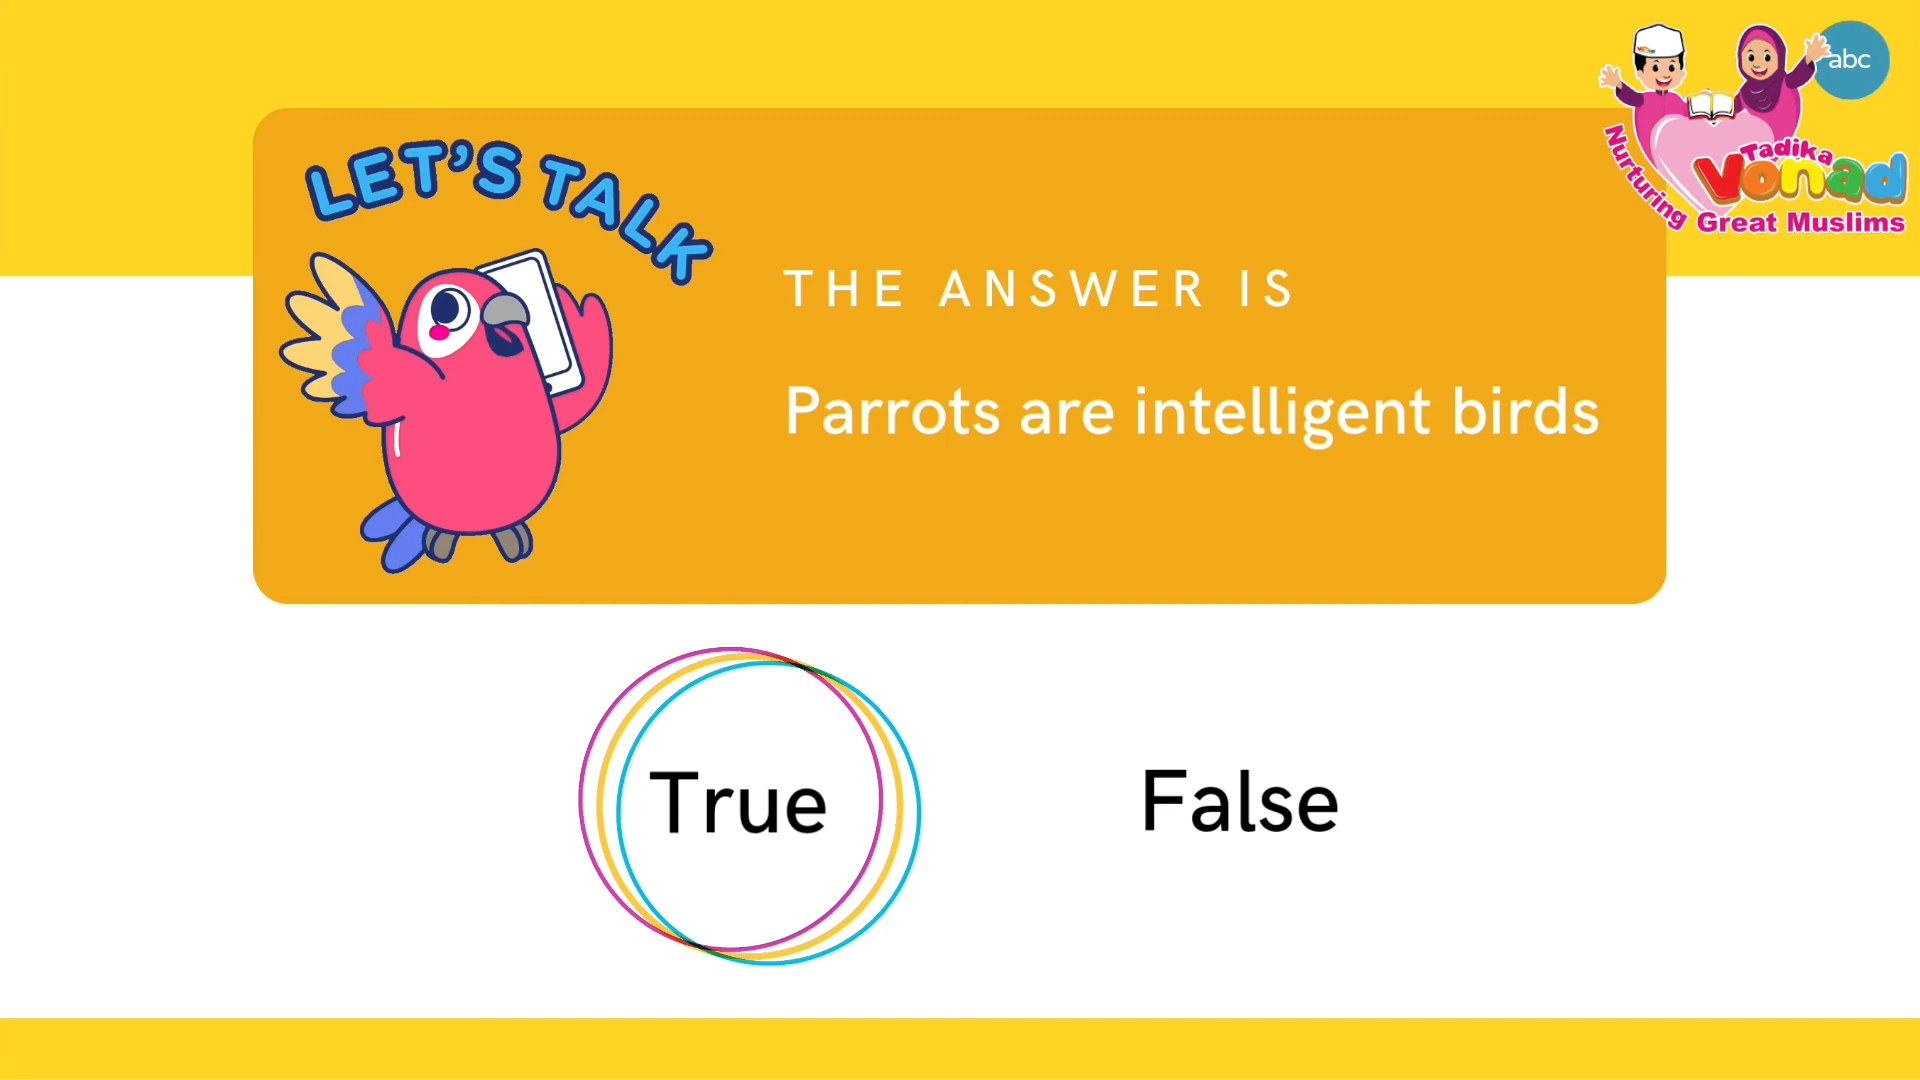 abc
Tadika
Vonad
Nurturing
Great Muslims
LET'S TALK
THE ANSWER IS
Parrots are intelligent birds
True
False